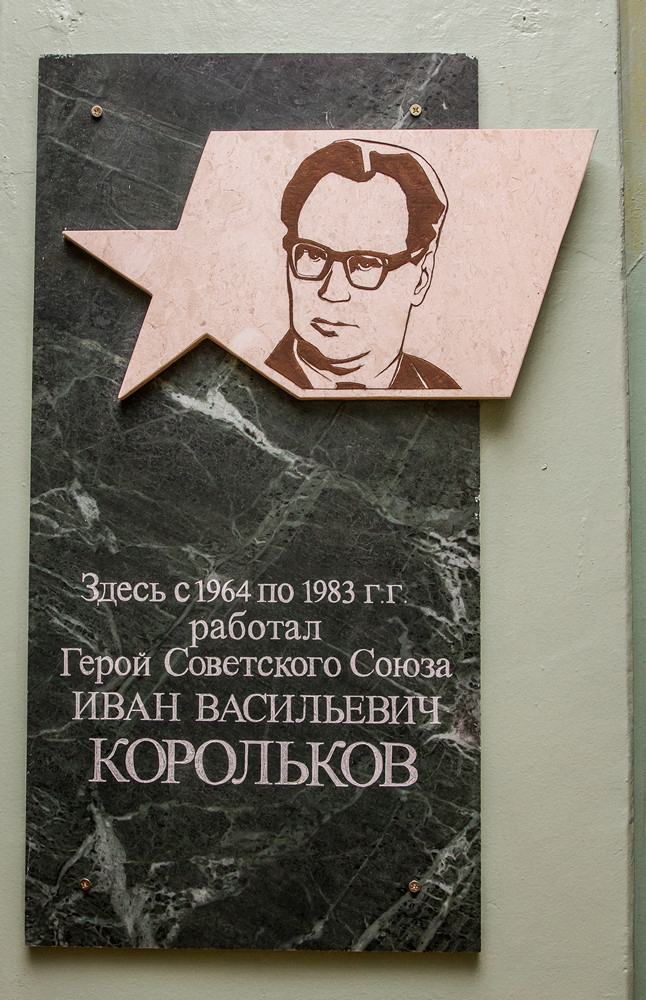 Здесь с 1964 по 1983 г.г.
работал
Герой Советского Союза
ИВАН ВАСИЛЬЕВИЧ
КОРОЛЬКОВ